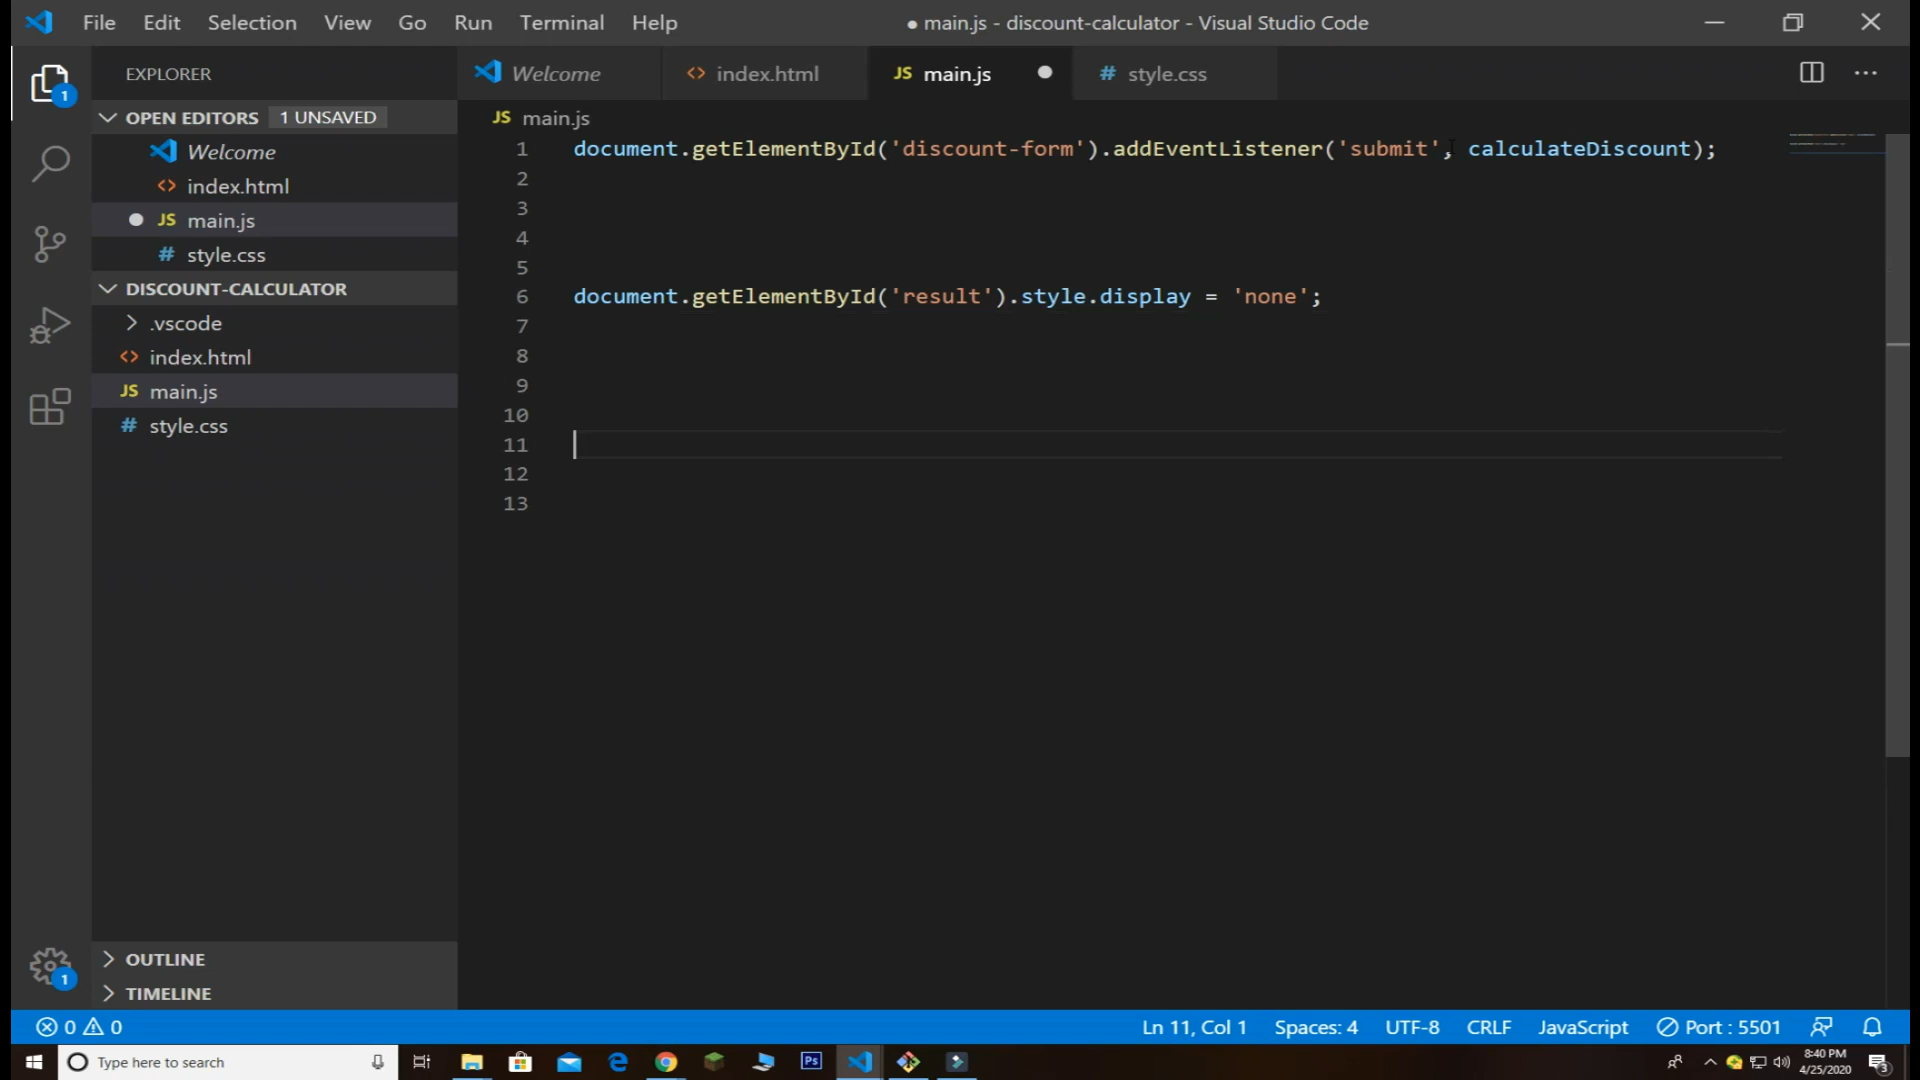 File Edit Selection View Go Run Terminal Help ● main.js - discount-calculator - Visual Studio Code
EXPLORER
Welcome index.html JS main.js # style.css
1
OPEN EDITORS 1 UNSAVED
Welcome
index.html
JS main.js
# style.css
DISCOUNT-CALCULATOR
.vscode
index.html
JS main.js
# style.css
JS main.js
1 document.getElementById('discount-form').addEventListener('submit', calculateDiscount);
2
3
4
5
6 document.getElementById('result').style.display = 'none';
7
8
9
10
11
12
13
OUTLINE
TIMELINE
1
0 0 Ln 11, Col 1 Spaces: 4 UTF-8 CRLF JavaScript Port : 5501
Type here to search Ps 8:40 PM
4/25/2020 3